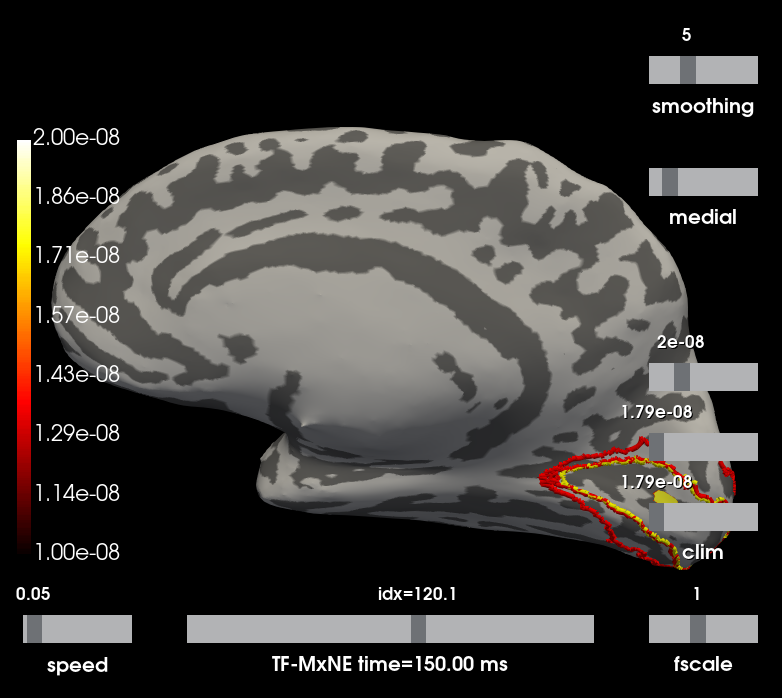 5
smoothing
2.00e-08
1.86e-08
medial
1.71e-08
1.57e-08
2e-08
1.43e-08
1.79e-08
1.29e-08
1.79e-08
1.14e-08
1.00e-08
clim
0.05
idx=120.1
1
speed
TF-MxNE time=150.00 ms
fscale